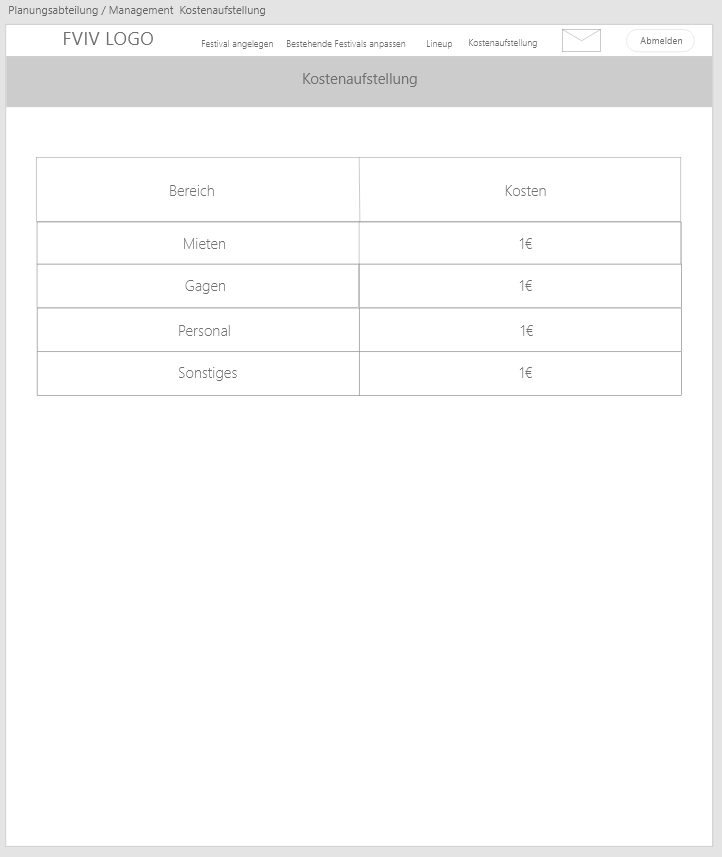 Planungsabteilung / Management  Kostenaufstellung
FVIV LOGO Festival angelegen Bestehende Festivals anpassen Lineup Kostenaufstellung Abmelden
Kostenaufstellung
Bereich Kosten
Mieten 1€
Gagen 1€
Personal 1€
Sonstiges 1€